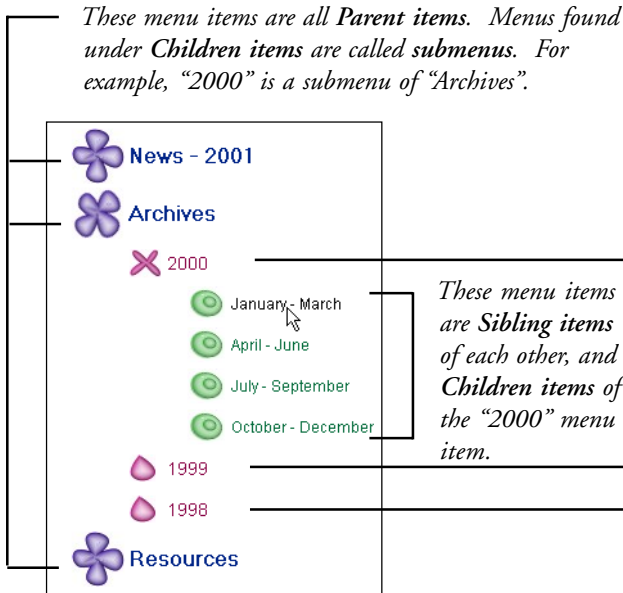 These menu items are all Parent items. Menus found
under Children items are called submenus. For
example, “2000” is a submenu of “Archives”.
News - 2001
Archives
2000
January - March
April - June
July - September
October - December
1999
1998
Resources
These menu items
are Sibling items
of each other, and
Children items of
the “2000” menu
item.